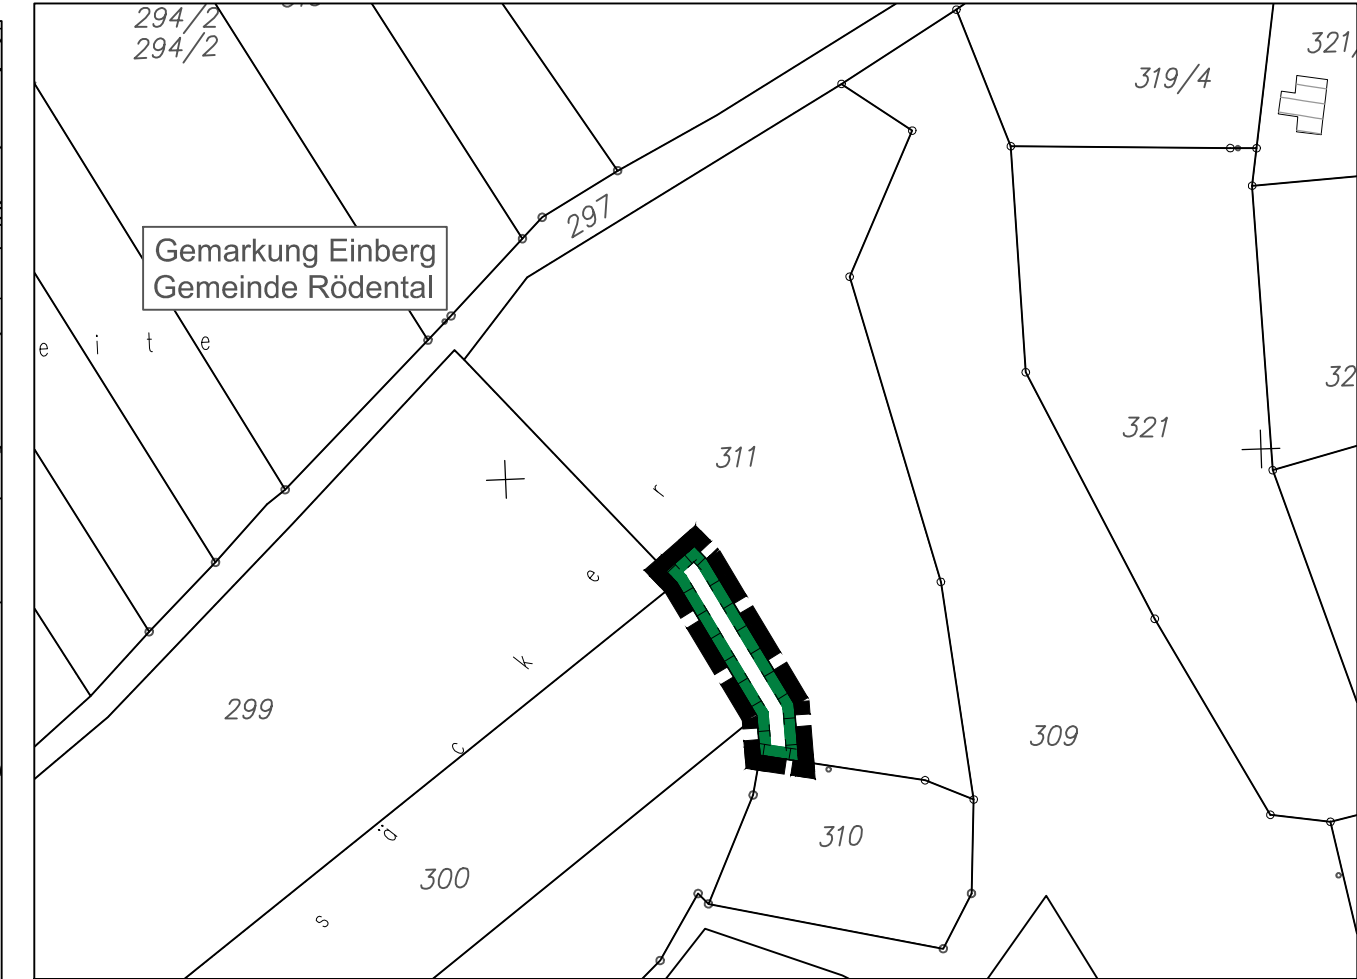 294/2
294/2
319/4
321/
297
Gemarkung Einberg
Gemeinde Rödental
e i t e
32
321
311
r
e
k
c
ä
s
299
309
310
300